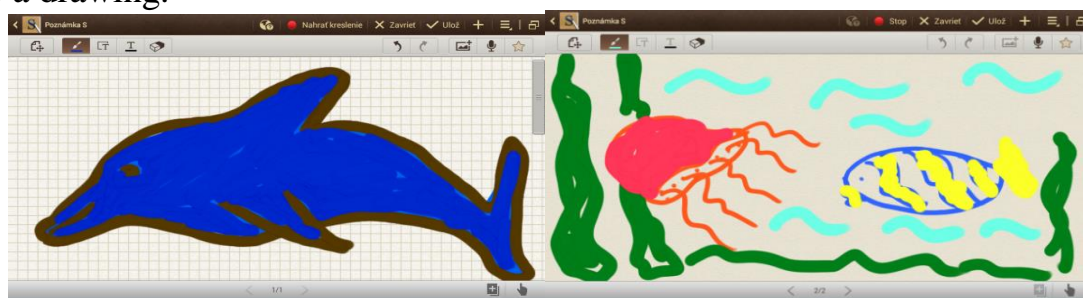 a drawing.
Poznámka S Nahrať kreslenie Zavrieť Ulož
1/1
Poznámka S Stop Zavrieť Ulož
2/2